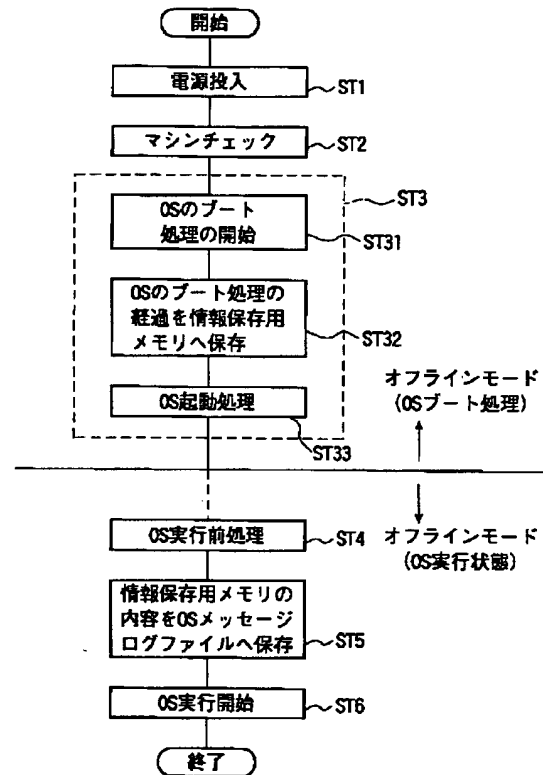 開始
電源投入
ST1
マシンチェック
ST2
ST3
OSのブート
処理の開始
ST31
OSのブート処理の
経過を情報保存用
メモリへ保存
ST32
オフラインモード
(OSブート処理)
OS起動処理
ST33
OS実行前処理
ST4
オフラインモード
(OS実行状態)
情報保存用メモリの
内容をOSメッセージ
ログファイルへ保存
ST5
OS実行開始
ST6
終了